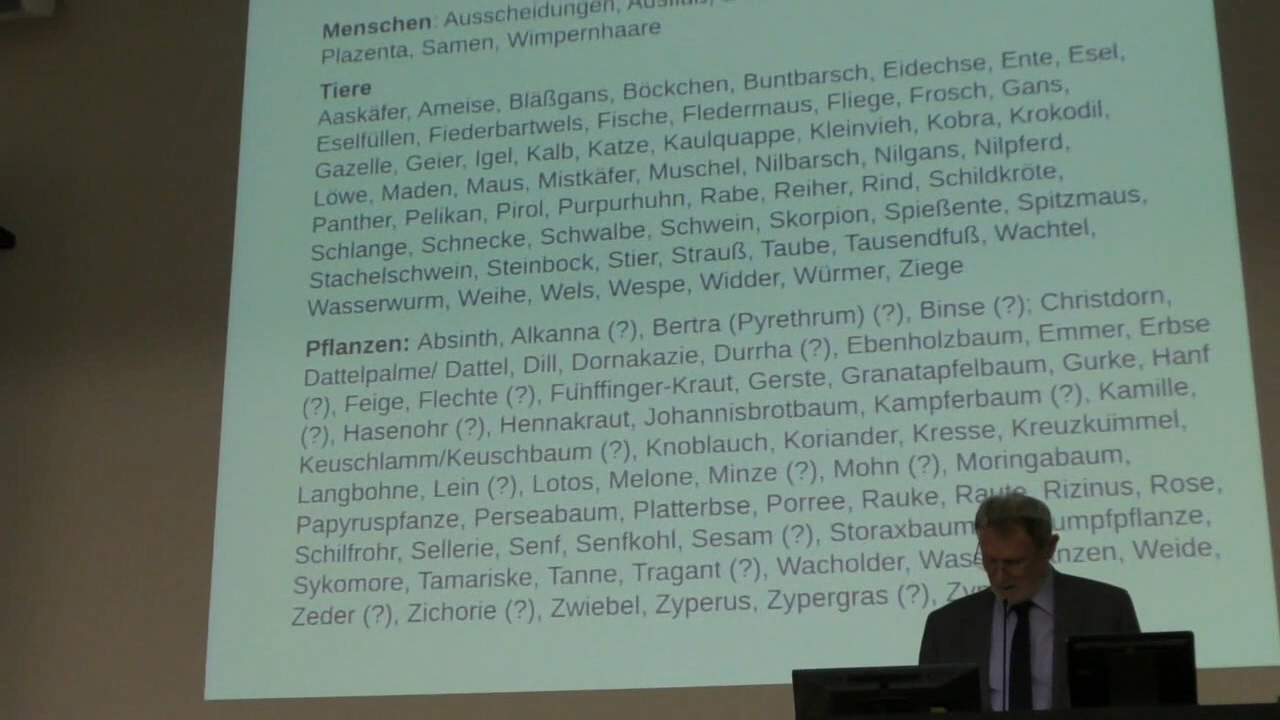 Menschen: Ausscheidungen, Ausfluß,
Plazenta, Samen, Wimpernhaare
Tiere
Aaskäfer, Ameise, Bläßgans, Böckchen, Buntbarsch, Eidechse, Ente, Esel,
Eselfüllen, Fiederbartwels, Fische, Fledermaus, Fliege, Frosch, Gans,
Gazelle, Geier, Igel, Kalb, Katze, Kaulquappe, Kleinvieh, Kobra, Krokodil,
Löwe, Maden, Maus, Mistkäfer, Muschel, Nilbarsch, Nilgans, Nilpferd,
Panther, Pelikan, Pirol, Purpurhuhn, Rabe, Reiher, Rind, Schildkröte,
Schlange, Schnecke, Schwalbe, Schwein, Skorpion, Spießente, Spitzmaus,
Stachelschwein, Steinbock, Stier, Strauß, Taube, Tausendfuß, Wachtel,
Wasserwurm, Weihe, Wels, Wespe, Widder, Würmer, Ziege
Pflanzen: Absinth, Alkanna (?), Bertra (Pyrethrum) (?), Binse (?); Christdorn,
Dattelpalme/ Dattel, Dill, Dornakazie, Durrha (?), Ebenholzbaum, Emmer, Erbse
(?), Feige, Flechte (?), Fünffinger-Kraut, Gerste, Granatapfelbaum, Gurke, Hanf
(?), Hasenohr (?), Hennakraut, Johannisbrotbaum, Kampferbaum (?), Kamille,
Keuschlamm/Keuschbaum (?), Knoblauch, Koriander, Kresse, Kreuzkümmel,
Langbohne, Lein (?), Lotos, Melone, Minze (?), Mohn (?), Moringabaum,
Papyruspfanze, Perseabaum, Platterbse, Porree, Rauke, Raute, Rizinus, Rose,
Schilfrohr, Sellerie, Senf, Senfkohl, Sesam (?), Storaxbaum
Sykomore, Tamariske, Tanne, Tragant (?), Wacholder, Weide,
Zeder (?), Zichorie (?), Zwiebel, Zyperus, Zypergras (?),